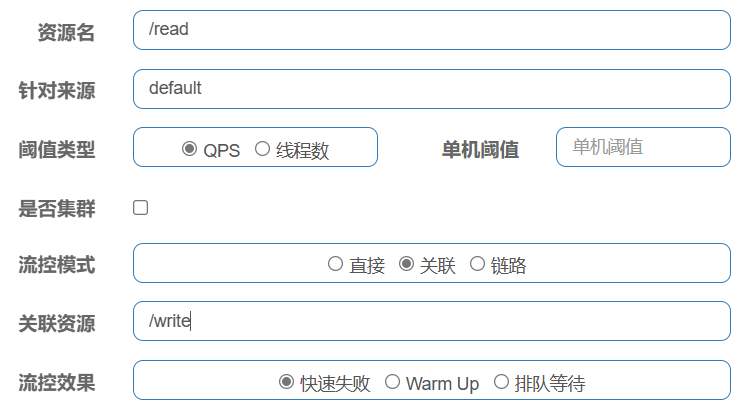 资源名 /read
针对来源 default
阈值类型 QPS 线程数 单机阈值 单机阈值
是否集群
流控模式 直接 关联 链路
关联资源 /write
流控效果 快速失败 Warm Up 排队等待